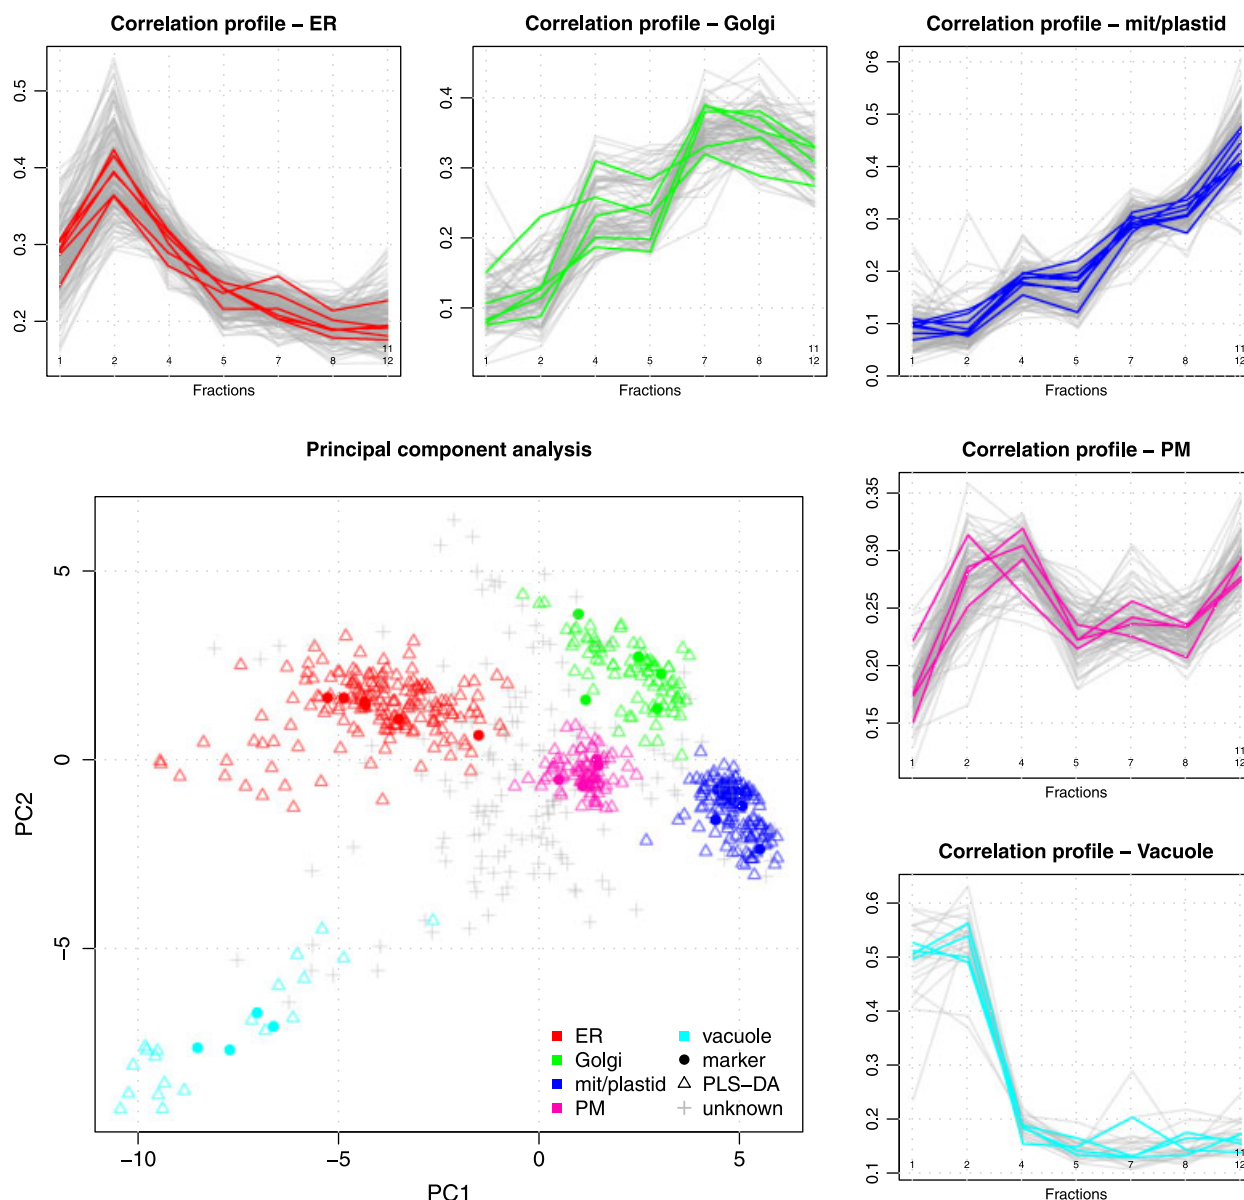 Correlation profile – ER
0.2 0.3 0.4 0.5
1 2 4 5 7 8 11 12
Fractions
Correlation profile – Golgi
0.1 0.2 0.3 0.4
1 2 4 5 7 8 11 12
Fractions
Correlation profile – mit/plastid
0.0 0.1 0.2 0.3 0.4 0.5 0.6
1 2 4 5 7 8 11 12
Fractions
Principal component analysis
PC2
−5 0 5
−10 −5 0 5
PC1
ER
Golgi
mit/plastid
PM
vacuole
marker
PLS−DA
unknown
Correlation profile – PM
0.15 0.20 0.25 0.30 0.35
1 2 4 5 7 8 11 12
Fractions
Correlation profile – Vacuole
0.1 0.2 0.3 0.4 0.5 0.6
1 2 4 5 7 8 11 12
Fractions